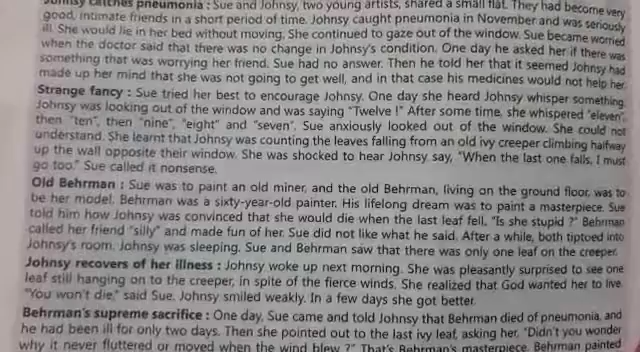 Johnsy catches pneumonia : Sue and Johnsy, two young artists, shared a small flat. They had become very
good, intimate friends in a short period of time. Johnsy caught pneumonia in November and was seriously
ill. She would lie in her bed without moving. She continued to gaze out of the window. Sue became worried
when the doctor said that there was no change in Johnsy's condition. One day he asked her if there was
something that was worrying her friend. Sue had no answer. Then he told her that it seemed Johnsy had
made up her mind that she was not going to get well, and in that case his medicines would not help her.
Strange fancy : Sue tried her best to encourage Johnsy. One day she heard Johnsy whisper something.
Johnsy was looking out of the window and was saying "Twelve !" After some time, she whispered "eleven",
then "ten", then "nine", "eight" and "seven". Sue anxiously looked out of the window. She could not
understand. She learnt that Johnsy was counting the leaves falling from an old ivy creeper climbing halfway
up the wall opposite their window. She was shocked to hear Johnsy say, "When the last one falls, I must
go too." Sue called it nonsense.
Old Behrman : Sue was to paint an old miner, and the old Behrman, living on the ground floor, was to
be her model. Behrman was a sixty-year-old painter. His lifelong dream was to paint a masterpiece. Sue
told him how Johnsy was convinced that she would die when the last leaf fell. "Is she stupid ?" Behrman
called her friend "silly" and made fun of her. Sue did not like what he said. After a while, both tiptoed into
Johnsy's room. Johnsy was sleeping. Sue and Behrman saw that there was only one leaf on the creeper.
Johnsy recovers of her illness : Johnsy woke up next morning. She was pleasantly surprised to see one
leaf still hanging on to the creeper, in spite of the fierce winds. She realized that God wanted her to live.
"You won't die," said Sue. Johnsy smiled weakly. In a few days she got better.
Behrman's supreme sacrifice : One day, Sue came and told Johnsy that Behrman died of pneumonia, and
he had been ill for only two days. Then she pointed out to the last ivy leaf, asking her, "Didn't you wonder
why it never fluttered or moved when the wind blew ?" That's Behrman's masterpiece. Behrman painted